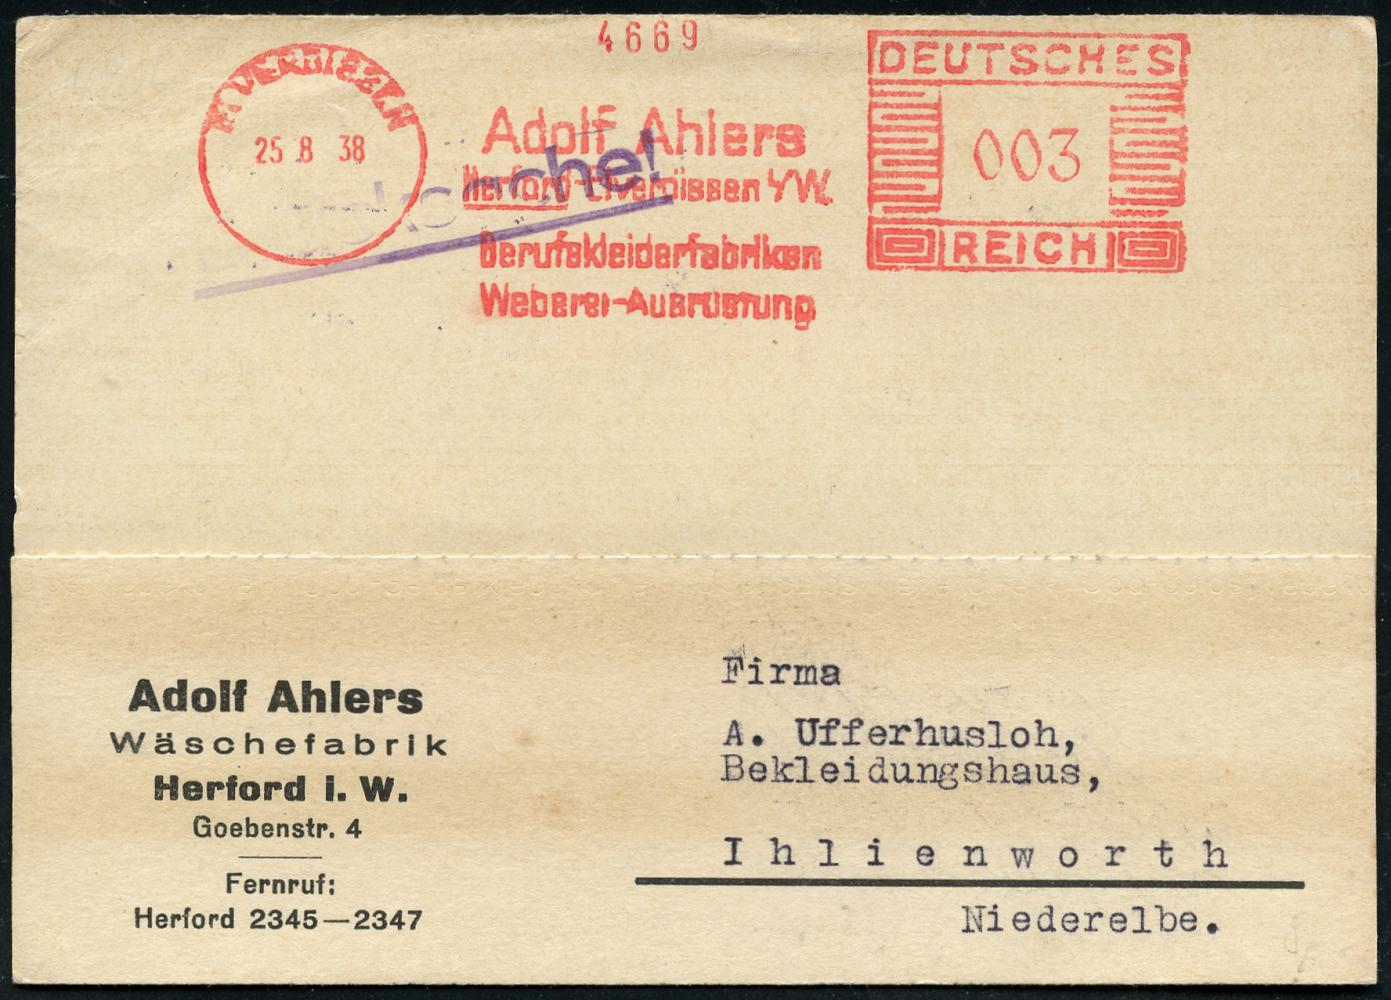 4669
25.8 38
Adolf Ahlers
Herford-Elverdissen i/W.
Berufskleiderfabriken
Weberei-Ausrüstung
DEUTSCHES
003
REICH
Adolf Ahlers
Wäschefabrik
Herford i. W.
Goebenstr. 4
Fernruf:
Herford 2345—2347
Firma
A. Ufferhusloh,
Bekleidungshaus,
Ihlienworth
Niederelbe.